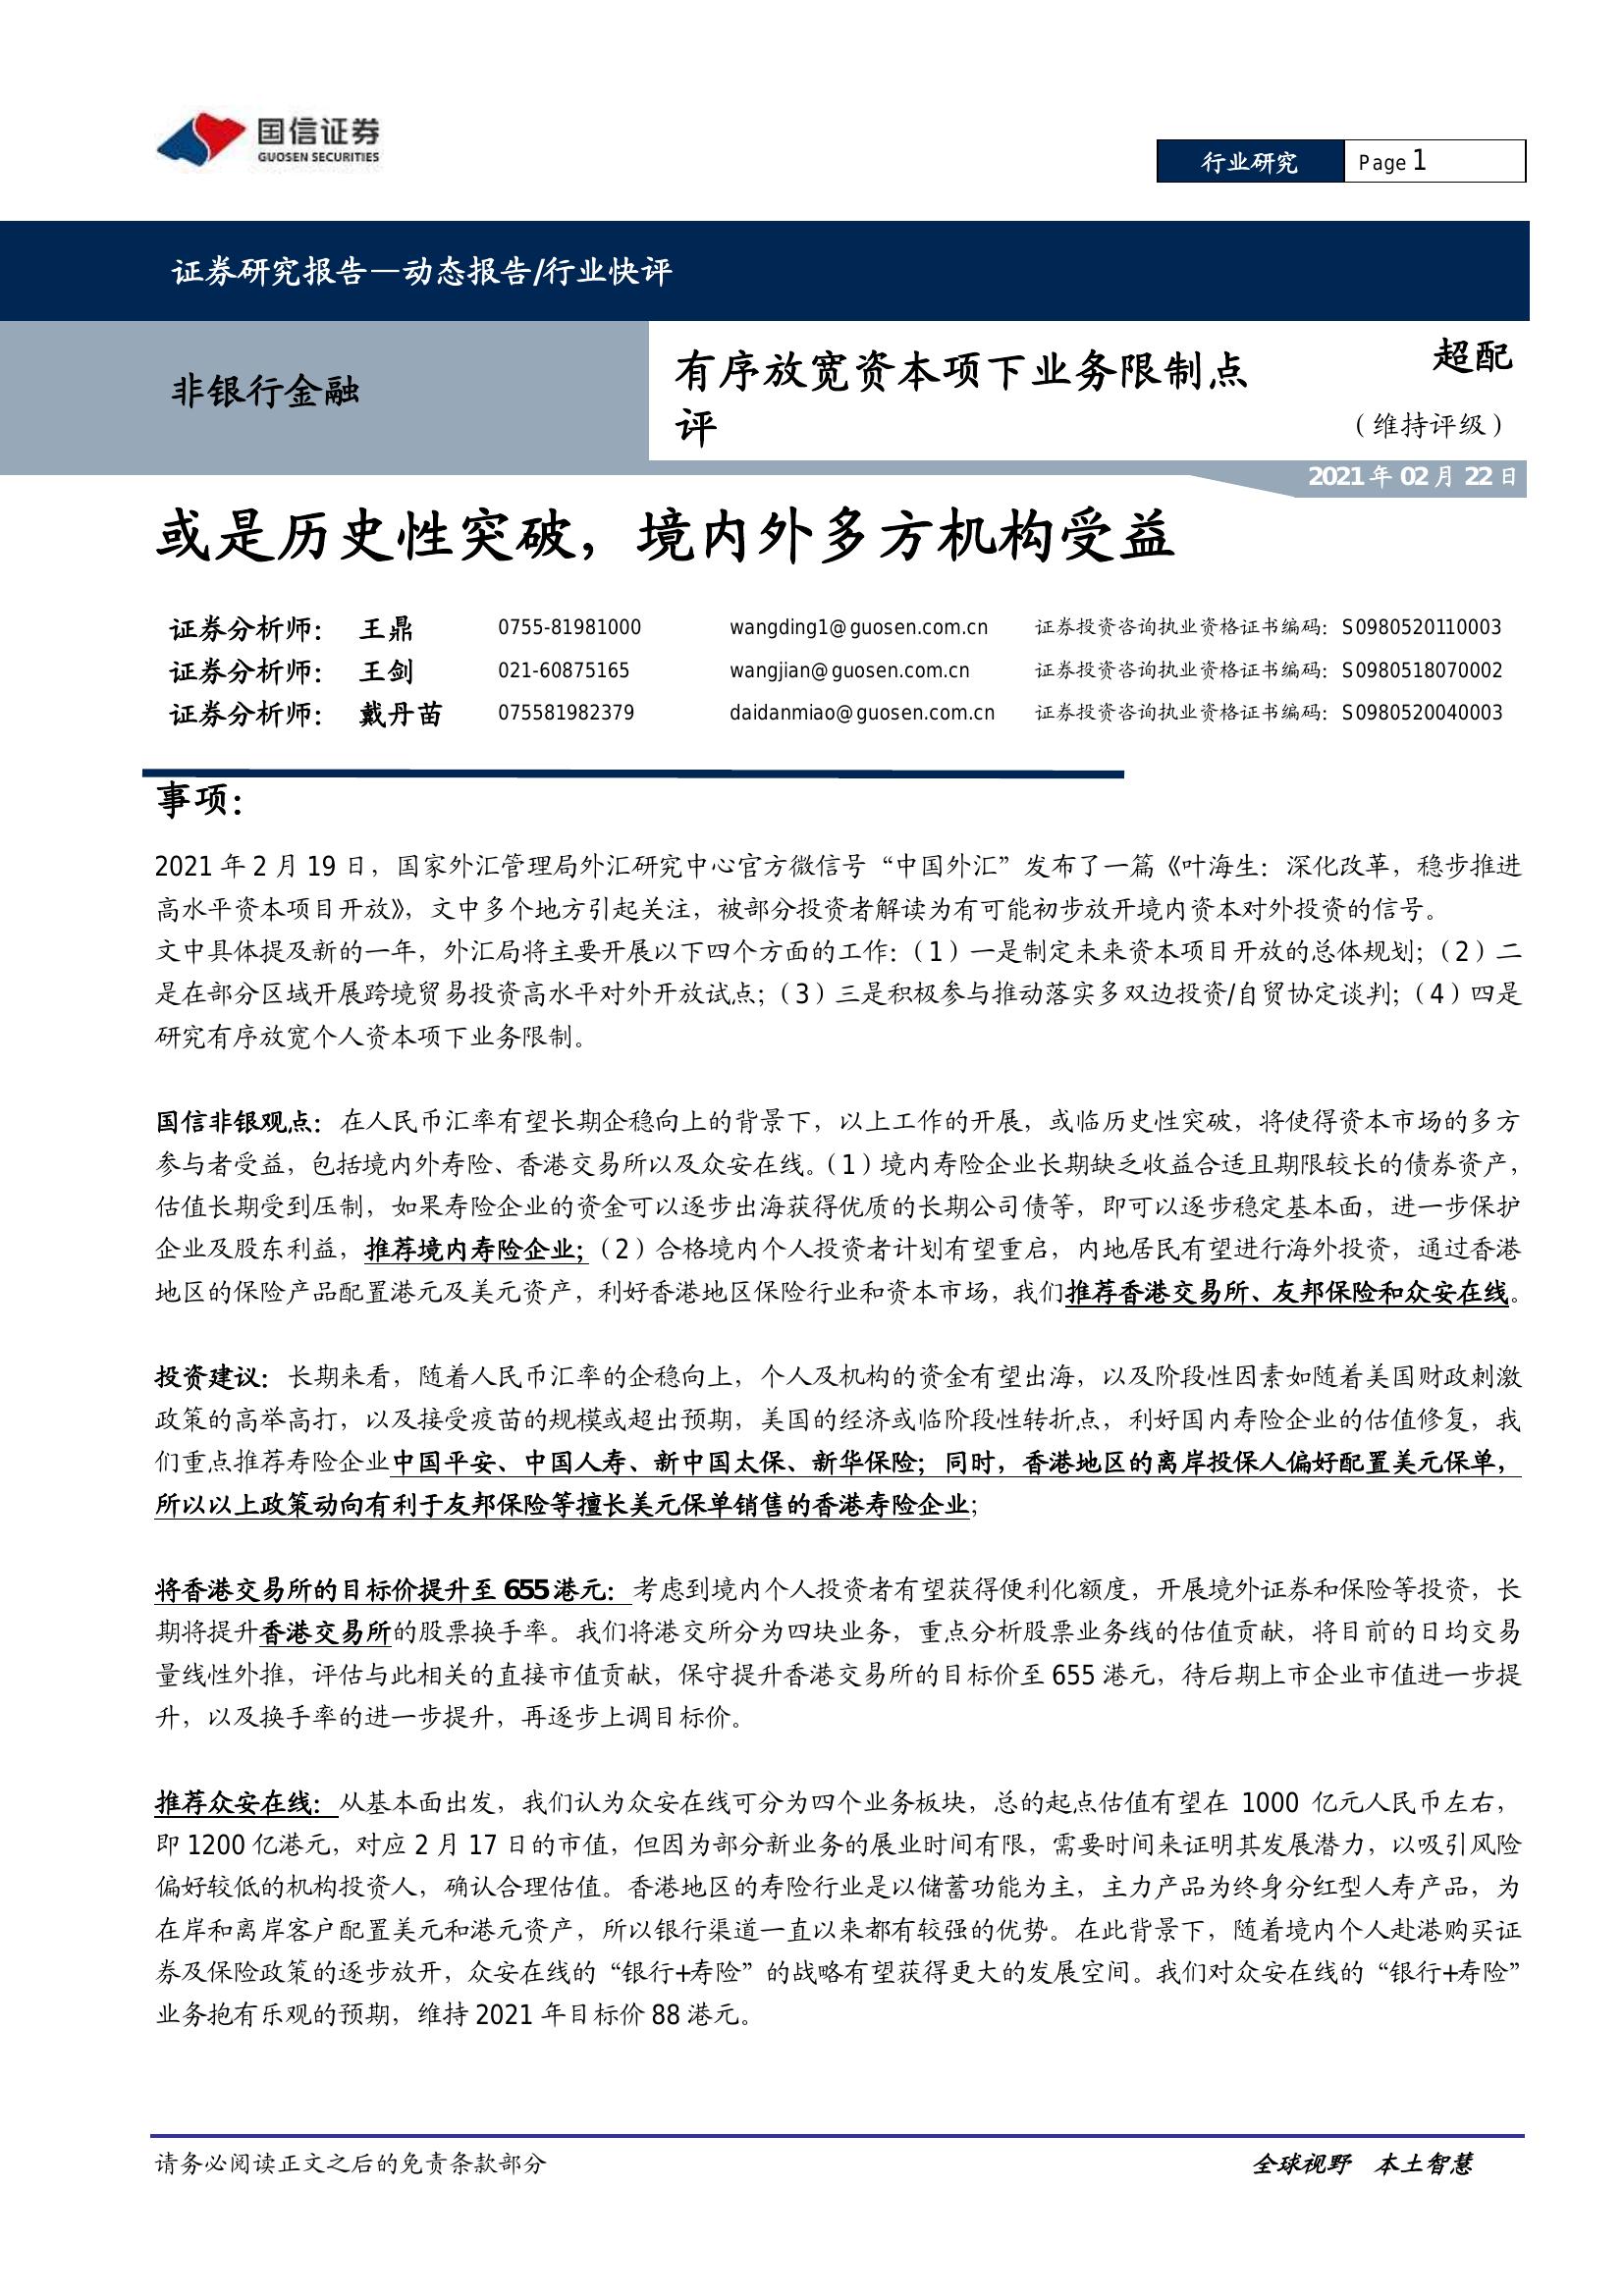 国信证券
GUOSEN SECURITIES
行业研究
Page 1
证券研究报告—动态报告/行业快评
非银行金融
有序放宽资本项下业务限制点
评
超配
（维持评级）
2021 年 02 月 22 日
或是历史性突破，境内外多方机构受益
证券分析师： 王鼎 0755-81981000 wangding1@guosen.com.cn 证券投资咨询执业资格证书编码：S0980520110003
证券分析师： 王剑 021-60875165 wangjian@guosen.com.cn 证券投资咨询执业资格证书编码：S0980518070002
证券分析师： 戴丹苗 075581982379 daidanmiao@guosen.com.cn 证券投资咨询执业资格证书编码：S0980520040003
事项：
2021 年 2 月 19 日，国家外汇管理局外汇研究中心官方微信号“中国外汇”发布了一篇《叶海生：深化改革，稳步推进
高水平资本项目开放》，文中多个地方引起关注，被部分投资者解读为有可能初步放开境内资本对外投资的信号。
文中具体提及新的一年，外汇局将主要开展以下四个方面的工作：（1）一是制定未来资本项目开放的总体规划；（2）二
是在部分区域开展跨境贸易投资高水平对外开放试点；（3）三是积极参与推动落实多双边投资/自贸协定谈判；（4）四是
研究有序放宽个人资本项下业务限制。
国信非银观点：在人民币汇率有望长期企稳向上的背景下，以上工作的开展，或临历史性突破，将使得资本市场的多方
参与者受益，包括境内外寿险、香港交易所以及众安在线。（1）境内寿险企业长期缺乏收益合适且期限较长的债券资产，
估值长期受到压制，如果寿险企业的资金可以逐步出海获得优质的长期公司债等，即可以逐步稳定基本面，进一步保护
企业及股东利益，推荐境内寿险企业；（2）合格境内个人投资者计划有望重启，内地居民有望进行海外投资，通过香港
地区的保险产品配置港元及美元资产，利好香港地区保险行业和资本市场，我们推荐香港交易所、友邦保险和众安在线。
投资建议：长期来看，随着人民币汇率的企稳向上，个人及机构的资金有望出海，以及阶段性因素如随着美国财政刺激
政策的高举高打，以及接受疫苗的规模或超出预期，美国的经济或临阶段性转折点，利好国内寿险企业的估值修复，我
们重点推荐寿险企业中国平安、中国人寿、新中国太保、新华保险；同时，香港地区的离岸投保人偏好配置美元保单，
所以以上政策动向有利于友邦保险等擅长美元保单销售的香港寿险企业；
将香港交易所的目标价提升至 655 港元：考虑到境内个人投资者有望获得便利化额度，开展境外证券和保险等投资，长
期将提升香港交易所的股票换手率。我们将港交所分为四块业务，重点分析股票业务线的估值贡献，将目前的日均交易
量线性外推，评估与此相关的直接市值贡献，保守提升香港交易所的目标价至 655 港元，待后期上市企业市值进一步提
升，以及换手率的进一步提升，再逐步上调目标价。
推荐众安在线：从基本面出发，我们认为众安在线可分为四个业务板块，总的起点估值有望在 1000 亿元人民币左右，
即 1200 亿港元，对应 2 月 17 日的市值，但因为部分新业务的展业时间有限，需要时间来证明其发展潜力，以吸引风险
偏好较低的机构投资人，确认合理估值。香港地区的寿险行业是以储蓄功能为主，主力产品为终身分红型人寿产品，为
在岸和离岸客户配置美元和港元资产，所以银行渠道一直以来都有较强的优势。在此背景下，随着境内个人赴港购买证
券及保险政策的逐步放开，众安在线的“银行+寿险”的战略有望获得更大的发展空间。我们对众安在线的“银行+寿险”
业务抱有乐观的预期，维持 2021 年目标价 88 港元。
请务必阅读正文之后的免责条款部分
全球视野 本土智慧